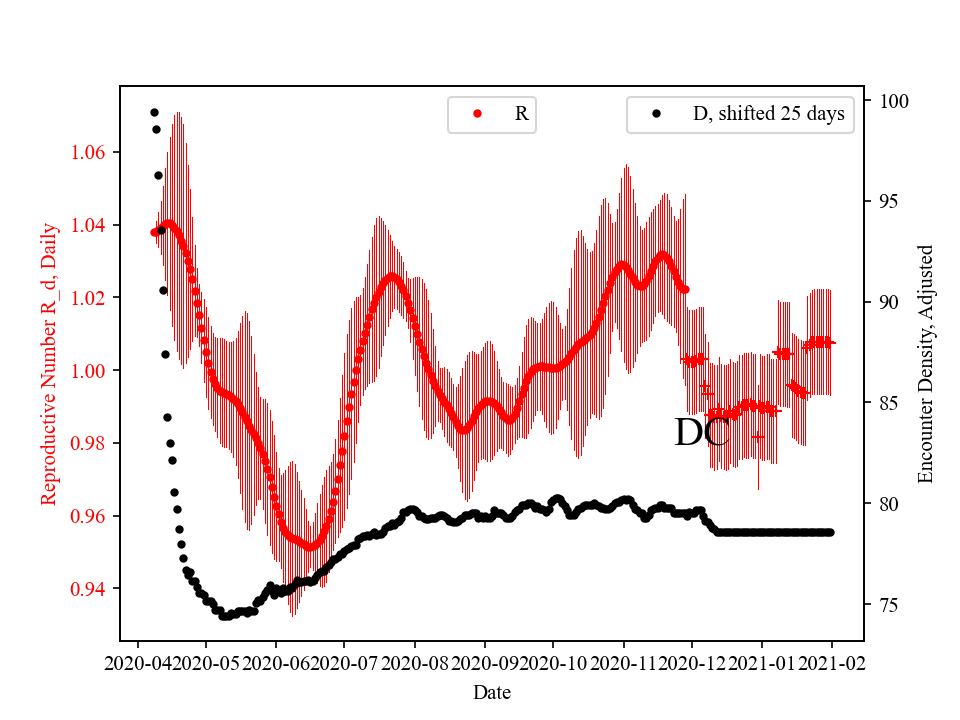 R
D, shifted 25 days
Reproductive Number R_d, Daily
1.06
1.04
1.02
1.00
0.98
0.96
0.94
100
95
90
85
80
75
Encounter Density, Adjusted
DC
2020-04 2020-05 2020-06 2020-07 2020-08 2020-09 2020-10 2020-11 2020-12 2021-01 2021-02
Date